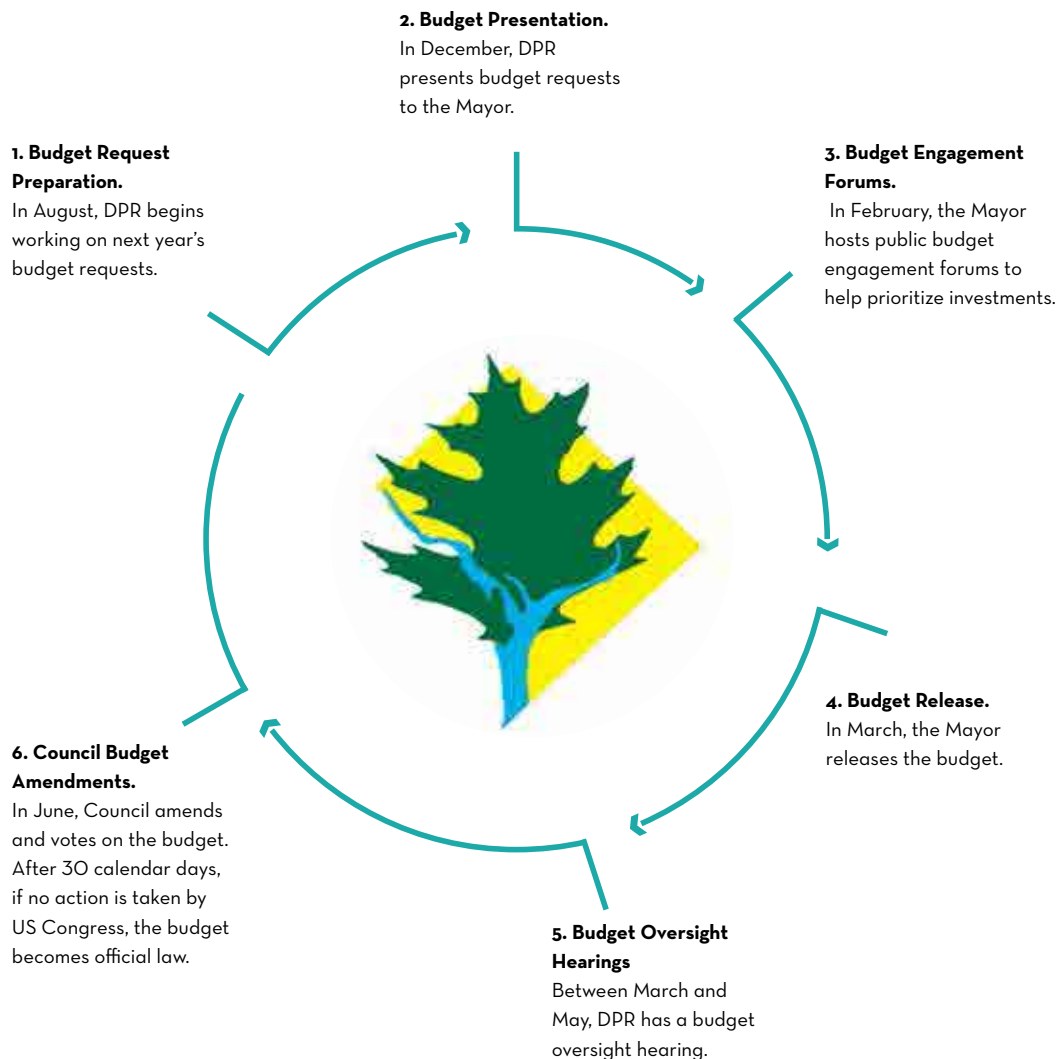 1. Budget Request
Preparation.
In August, DPR begins
working on next year’s
budget requests.
2. Budget Presentation.
In December, DPR
presents budget requests
to the Mayor.
3. Budget Engagement
Forums.
In February, the Mayor
hosts public budget
engagement forums to
help prioritize investments.
4. Budget Release.
In March, the Mayor
releases the budget.
5. Budget Oversight
Hearings
Between March and
May, DPR has a budget
oversight hearing.
6. Council Budget
Amendments.
In June, Council amends
and votes on the budget.
After 30 calendar days,
if no action is taken by
US Congress, the budget
becomes official law.